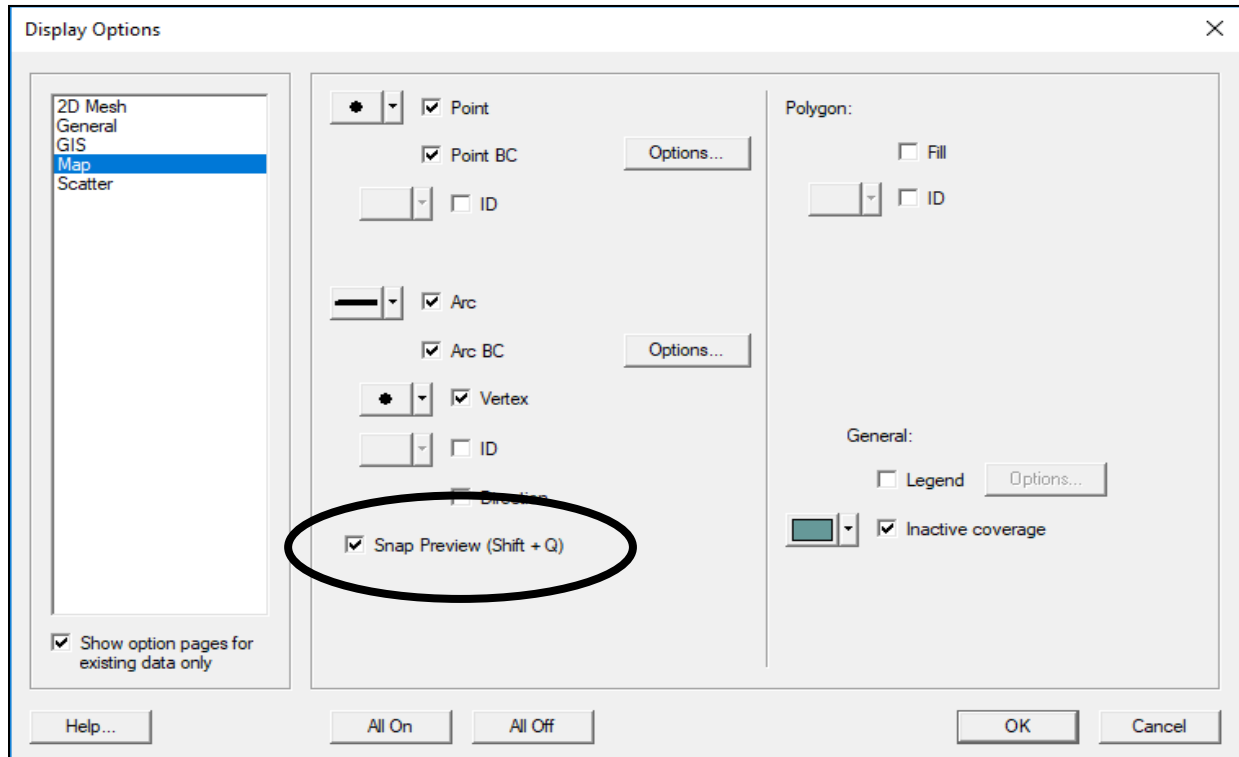 Display Options
2D Mesh
General
GIS
Map
Scatter
Show option pages for
existing data only
Point
Point BC
Options...
ID
Arc
Arc BC
Options...
Vertex
ID
Direction
Snap Preview (Shift + Q)
Polygon:
Fill
ID
General:
Legend
Options...
Inactive coverage
Help...
All On
All Off
OK
Cancel